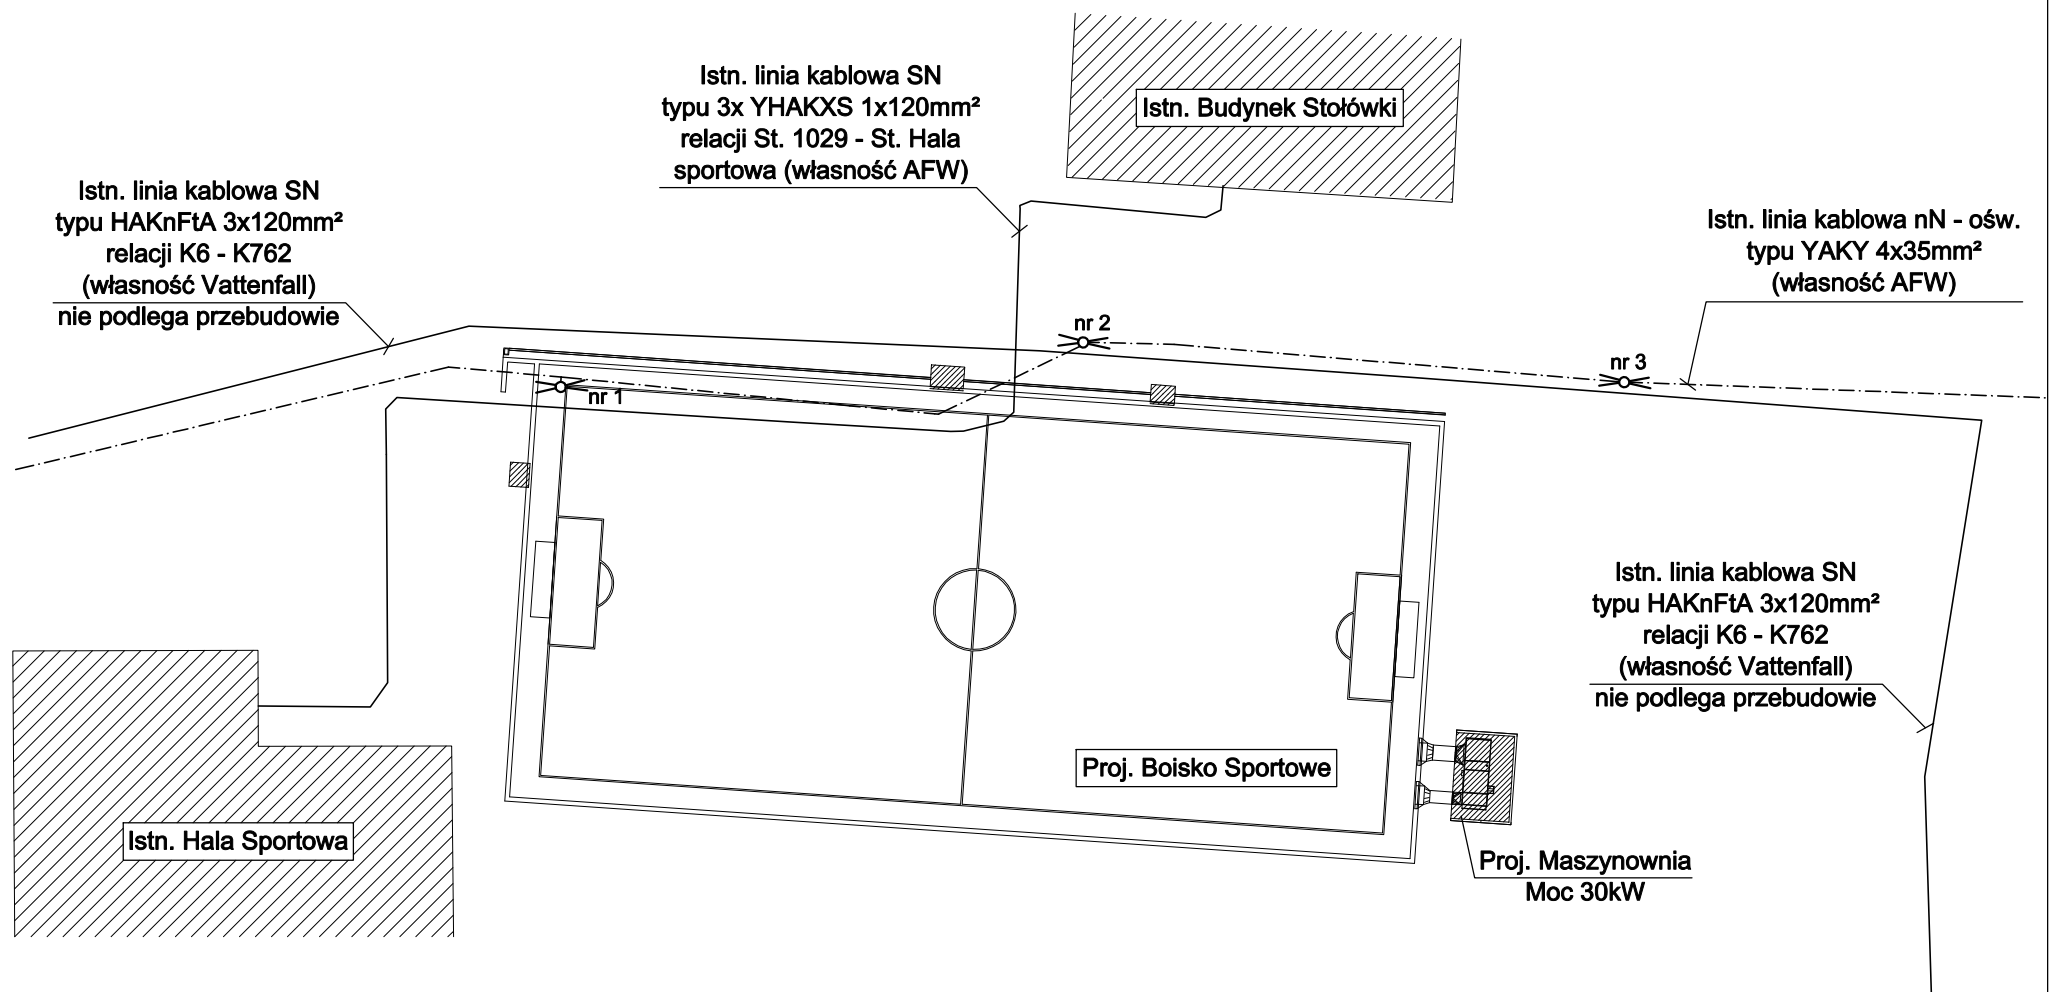 Istn. linia kablowa SN
typu 3x YHAKXS 1x120mm²
relacji St. 1029 - St. Hala
sportowa (własność AFW)
Istn. Budynek Stołówki
Istn. linia kablowa SN
typu HAKnFtA 3x120mm²
relacji K6 - K762
(własność Vattenfall)
nie podlega przebudowie
Istn. linia kablowa nN - ośw.
typu YAKY 4x35mm²
(własność AFW)
nr 2
nr 3
nr 1
Istn. linia kablowa SN
typu HAKnFtA 3x120mm²
relacji K6 - K762
(własność Vattenfall)
nie podlega przebudowie
Proj. Boisko Sportowe
Istn. Hala Sportowa
Proj. Maszynownia
Moc 30kW